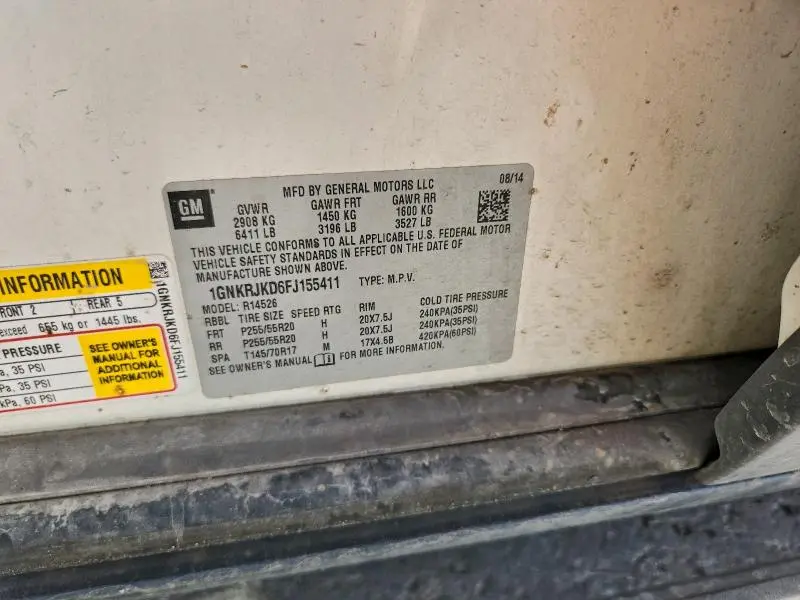 GM
MFD BY GENERAL MOTORS LLC
08/14
GVWR GAWR FRT GAWR RR
2908 KG 1450 KG 1600 KG
6411 LB 3196 LB 3527 LB
THIS VEHICLE CONFORMS TO ALL APPLICABLE U.S. FEDERAL MOTOR
VEHICLE SAFETY STANDARDS IN EFFECT ON THE DATE OF
MANUFACTURE SHOWN ABOVE.
1GNKRJKD6FJ155411 TYPE: M.P.V.
MODEL: R14526
RBBL TIRE SIZE SPEED RTG RIM COLD TIRE PRESSURE
FRT P255/55R20 H 20X7.5J 240KPA(35PSI)
RR P255/55R20 H 20X7.5J 240KPA(35PSI)
SPA T145/70R17 M 17X4.5B 420KPA(60PSI)
SEE OWNER'S MANUAL FOR MORE INFORMATION.
INFORMATION
FRONT 2 REAR 5
exceed 655 kg or 1445 lbs.
PRESSURE
a, 35 PSI
Pa, 35 PSI
kPa, 60 PSI
SEE OWNER'S
MANUAL FOR
ADDITIONAL
INFORMATION
1GNKRJKD6FJ155411